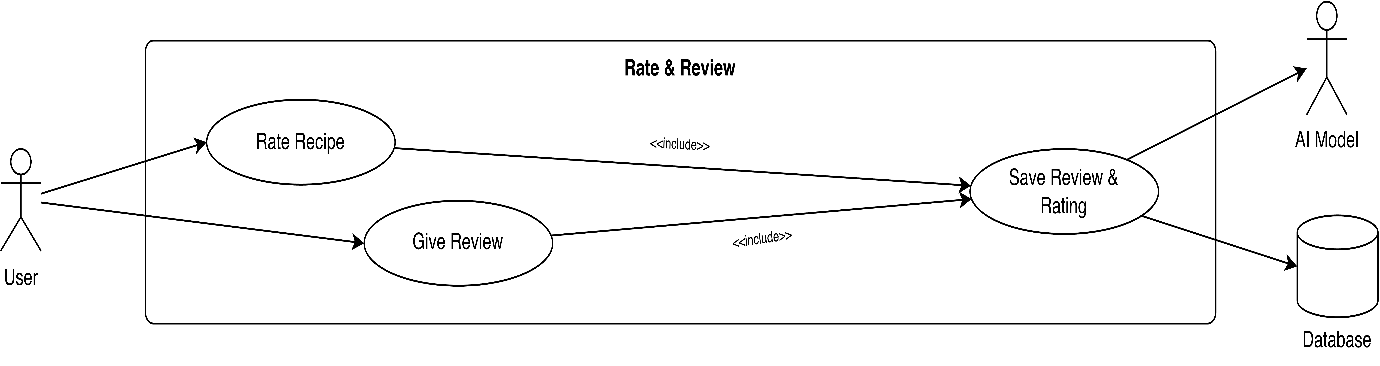 Rate & Review
AI Model
Rate Recipe
<<include>>
Save Review &
Rating
Give Review
<<include>>
User
Database